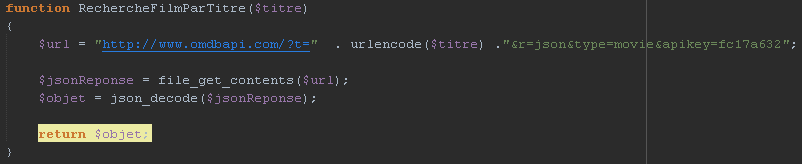 function RechercheFilmParTitre($titre)
{
$url = "http://www.omdbapi.com/?t=" . urlencode($titre) ."&r=json&type=movie&apikey=fc17a632";
$jsonReponse = file_get_contents($url);
$objet = json_decode($jsonReponse);
return $objet;
}